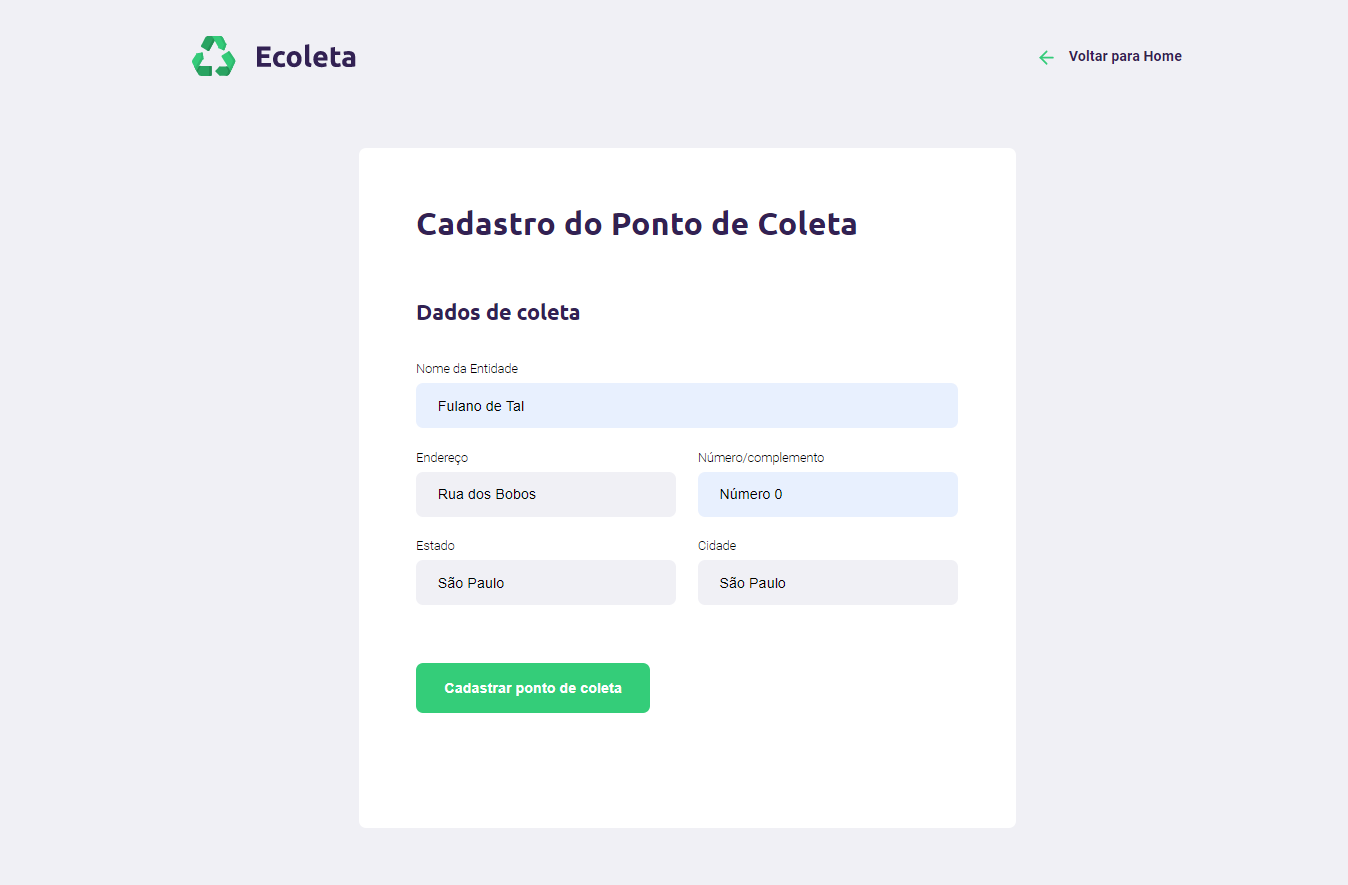 Ecoleta
Voltar para Home
Cadastro do Ponto de Coleta
Dados de coleta
Nome da Entidade
Fulano de Tal
Endereço
Número/complemento
Rua dos Bobos
Número 0
Estado
Cidade
São Paulo
São Paulo
Cadastrar ponto de coleta